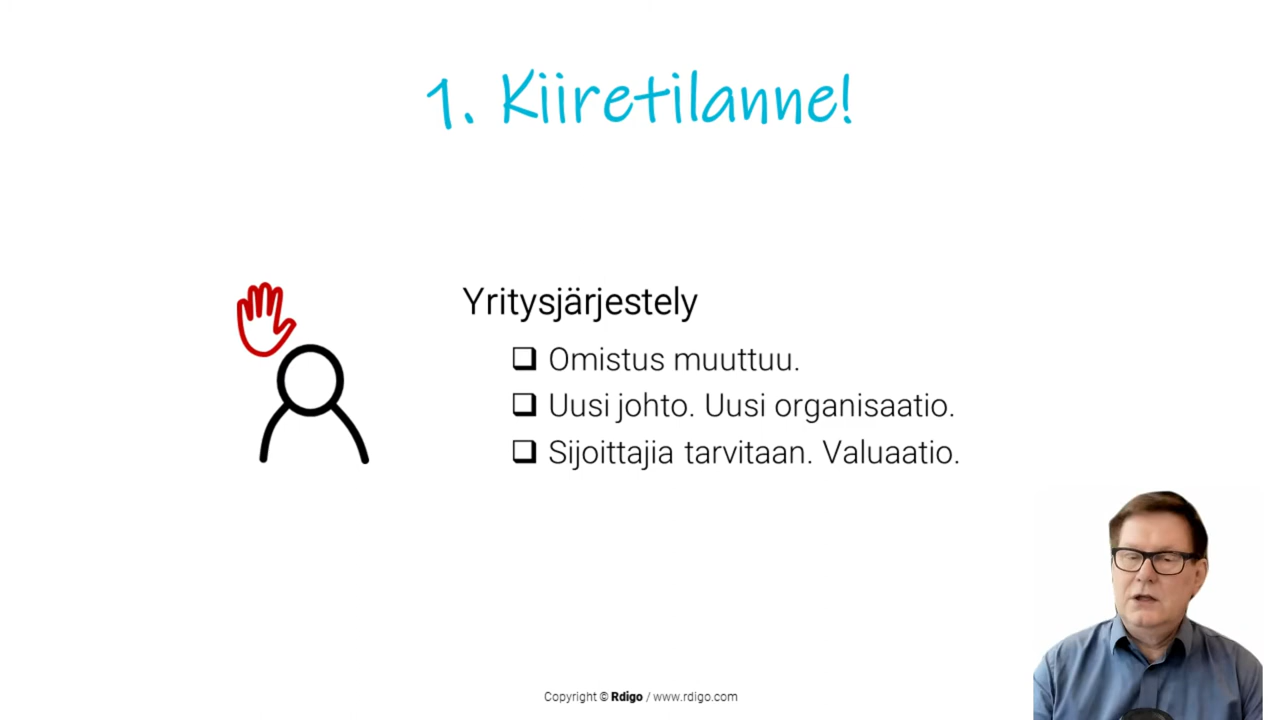 1. Kiiretilanne!
Yritysjärjestely
Omistus muuttuu.
Uusi johto. Uusi organisaatio.
Sijoittajia tarvitaan. Valuaatio.
Copyright © Rdigo / www.rdigo.com